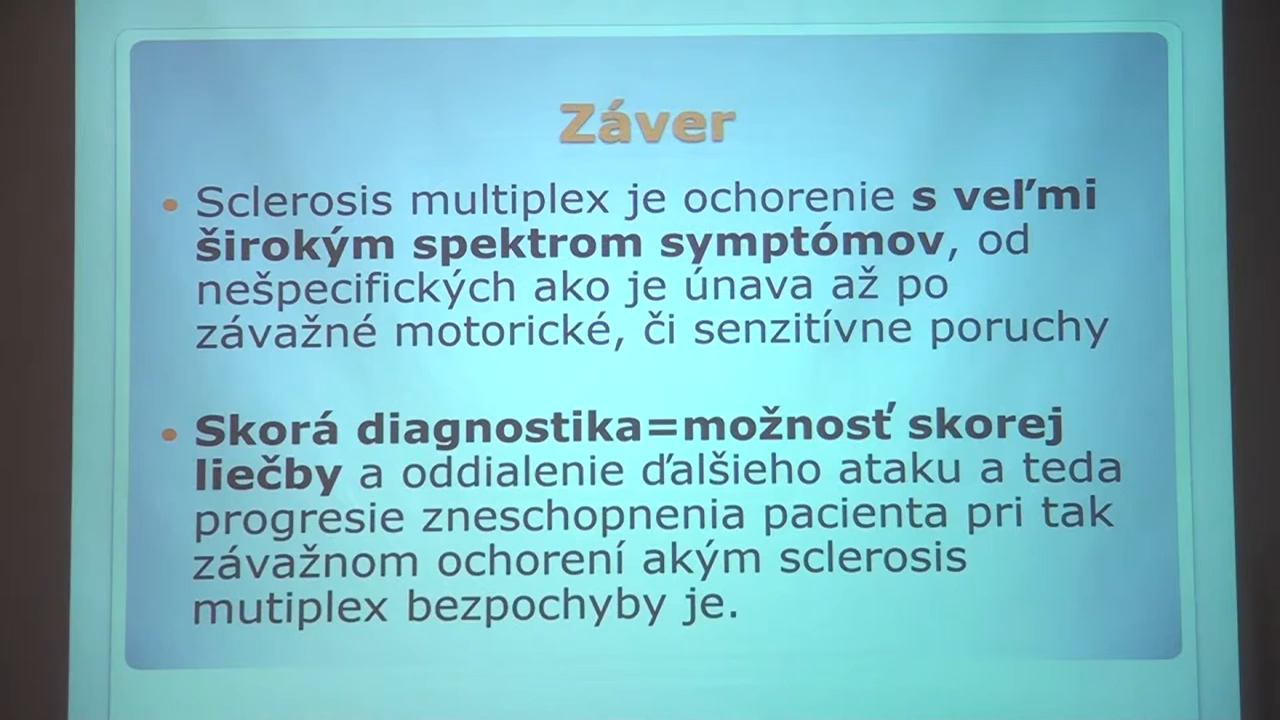 Záver
• Sclerosis multiplex je ochorenie s veľmi
širokým spektrom symptómov, od
nešpecifických ako je únava až po
závažné motorické, či senzitívne poruchy
• Skorá diagnostika=možnosť skorej
liečby a oddialenie ďalšieho ataku a teda
progresie zneschopnenia pacienta pri tak
závažnom ochorení akým sclerosis
mutiplex bezpochyby je.